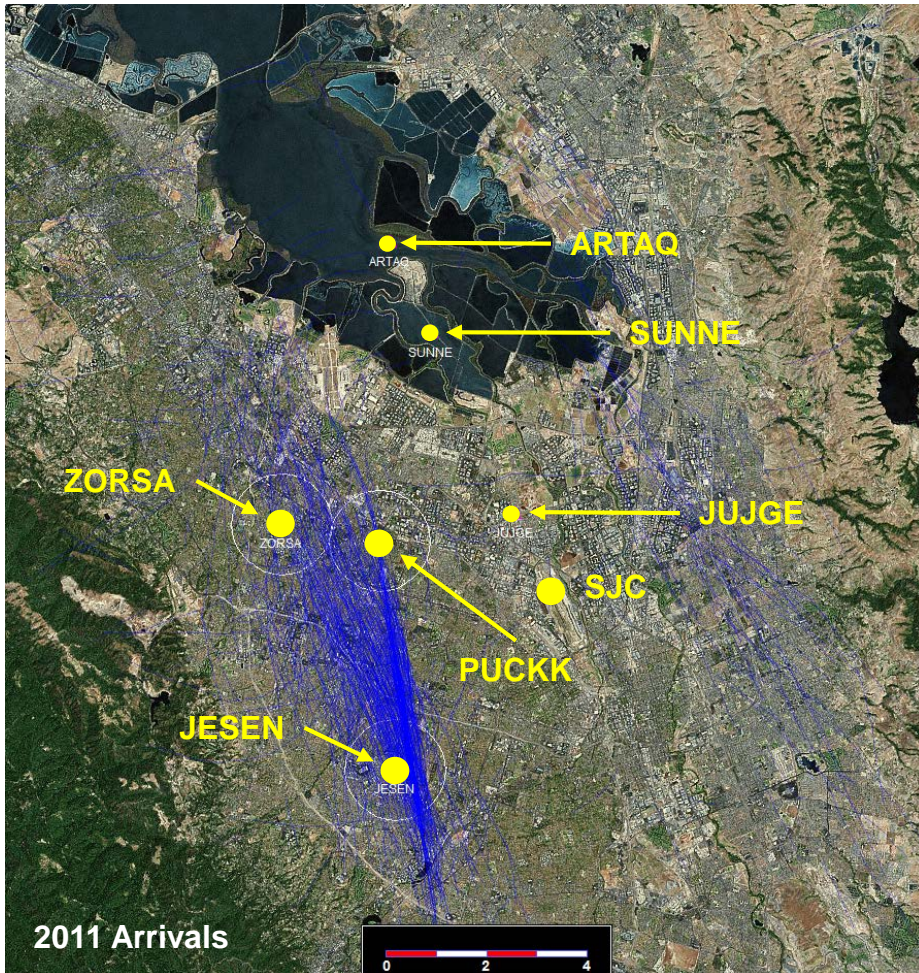 ARTAQ
ARTAQ
SUNNE
SUNNE
ZORSA
ZORSA
JUJGE
JUJGE
SJC
PUCKK
JESEN
JESEN
2011 Arrivals
0 2 4